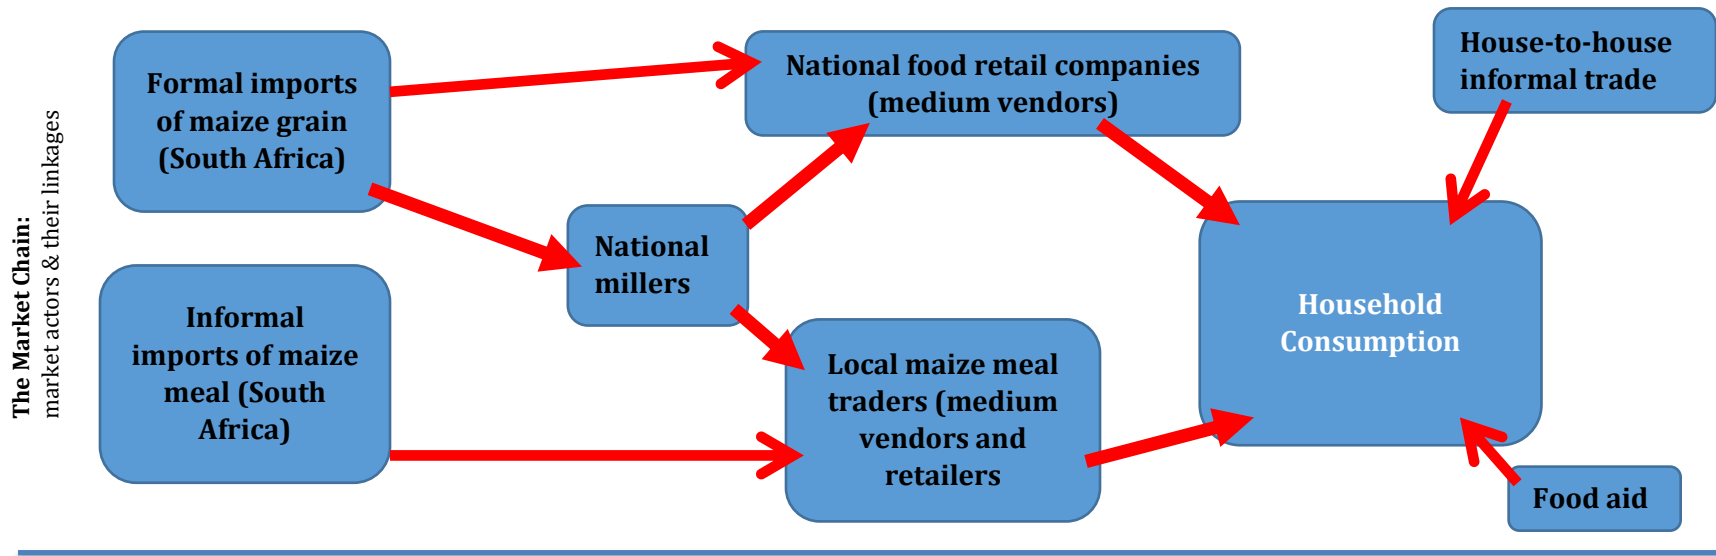 The Market Chain:
market actors & their linkages
Formal imports
of maize grain
(South Africa)
National food retail companies
(medium vendors)
House-to-house
informal trade
National
millers
Informal
imports of maize
meal (South
Africa)
Local maize meal
traders (medium
vendors and
retailers
Household
Consumption
Food aid